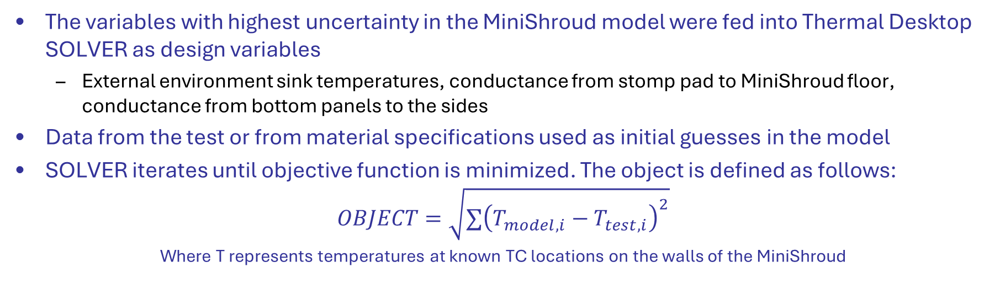 • The variables with highest uncertainty in the MiniShroud model were fed into Thermal Desktop
SOLVER as design variables
– External environment sink temperatures, conductance from stomp pad to MiniShroud floor,
conductance from bottom panels to the sides
• Data from the test or from material specifications used as initial guesses in the model
• SOLVER iterates until objective function is minimized. The object is defined as follows:
OBJECT = √∑(T_model,i − T_test,i)²
Where T represents temperatures at known TC locations on the walls of the MiniShroud